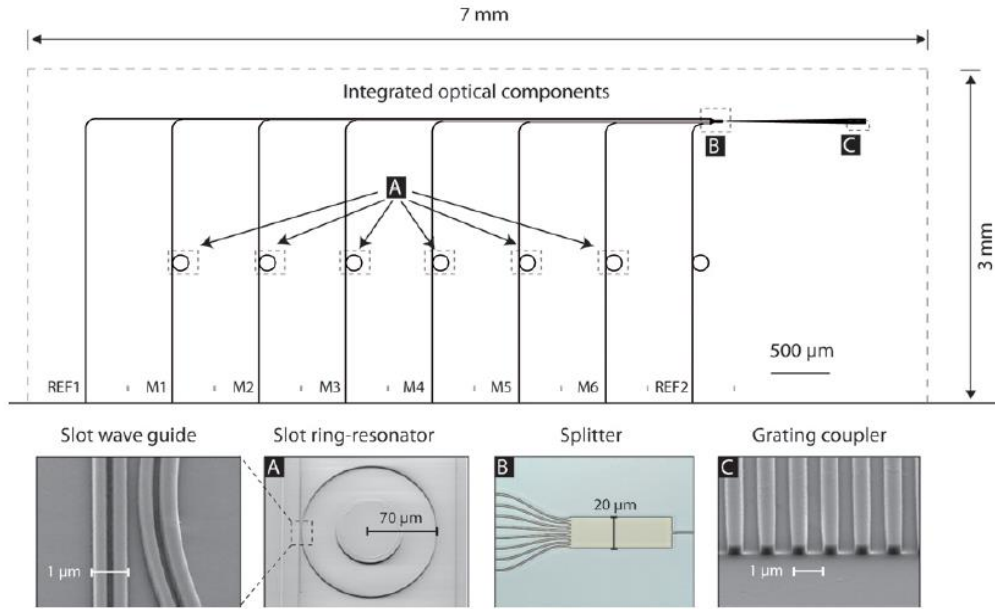 7 mm
Integrated optical components
B
C
A
3 mm
500 µm
REF1
M1
M2
M3
M4
M5
M6
REF2
Slot wave guide
Slot ring-resonator
Splitter
Grating coupler
A
B
C
20 µm
70 µm
1 µm
1 µm